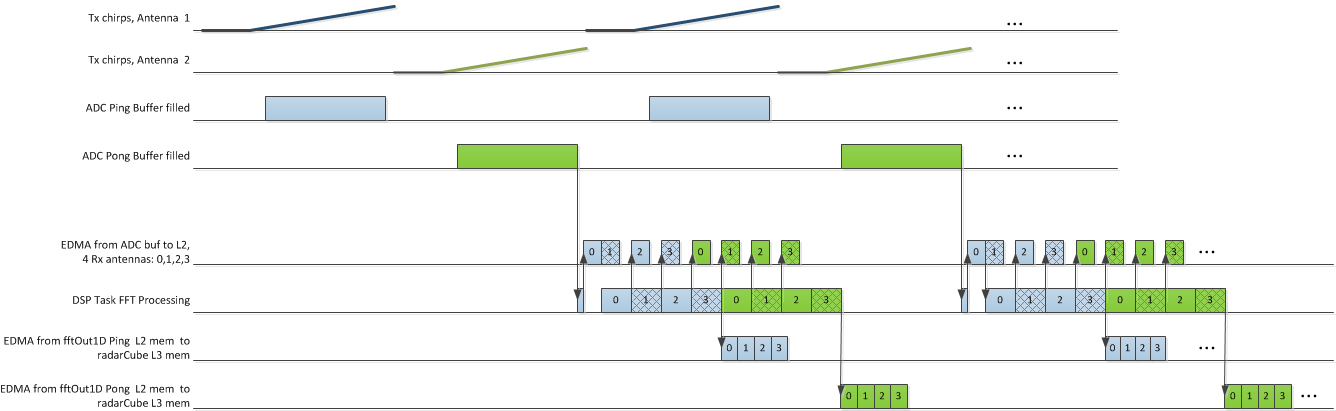 Tx chirps, Antenna 1
...
Tx chirps, Antenna 2
...
ADC Ping Buffer filled
...
ADC Pong Buffer filled
...
EDMA from ADC buf to L2,
4 Rx antennas: 0,1,2,3
0 1 2 3 0 1 2 3 0 1 2 3 0 1 2 3 ...
DSP Task FFT Processing
0 1 2 3 0 1 2 3 0 1 2 3 0 1 2 3
EDMA from fftOut1D Ping L2 mem to
radarCube L3 mem
0 1 2 3 0 1 2 3 ...
EDMA from fftOut1D Pong L2 mem to
radarCube L3 mem
0 1 2 3 0 1 2 3 ...